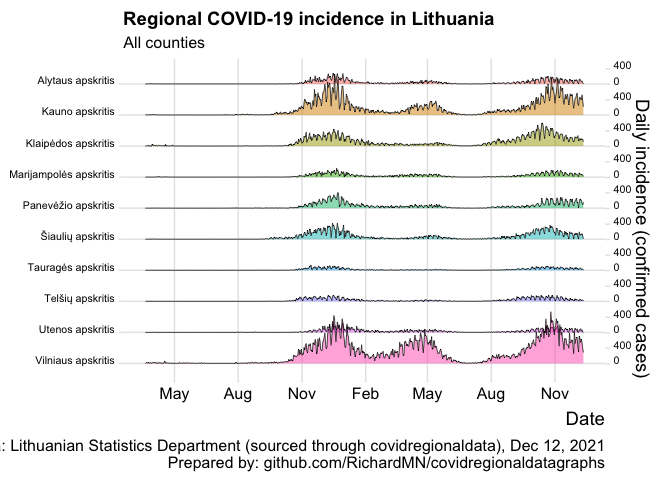 Regional COVID-19 incidence in Lithuania
All counties
Alytaus apskritis
Kauno apskritis
Klaipėdos apskritis
Marijampolės apskritis
Panevėžio apskritis
Šiaulių apskritis
Tauragės apskritis
Telšių apskritis
Utenos apskritis
Vilniaus apskritis
400
0
400
0
400
0
400
0
400
0
400
0
400
0
400
0
400
0
400
0
Daily incidence (confirmed cases)
May Aug Nov Feb May Aug Nov
Date
: Lithuanian Statistics Department (sourced through covidregionaldata), Dec 12, 2021
Prepared by: github.com/RichardMN/covidregionaldatagraphs